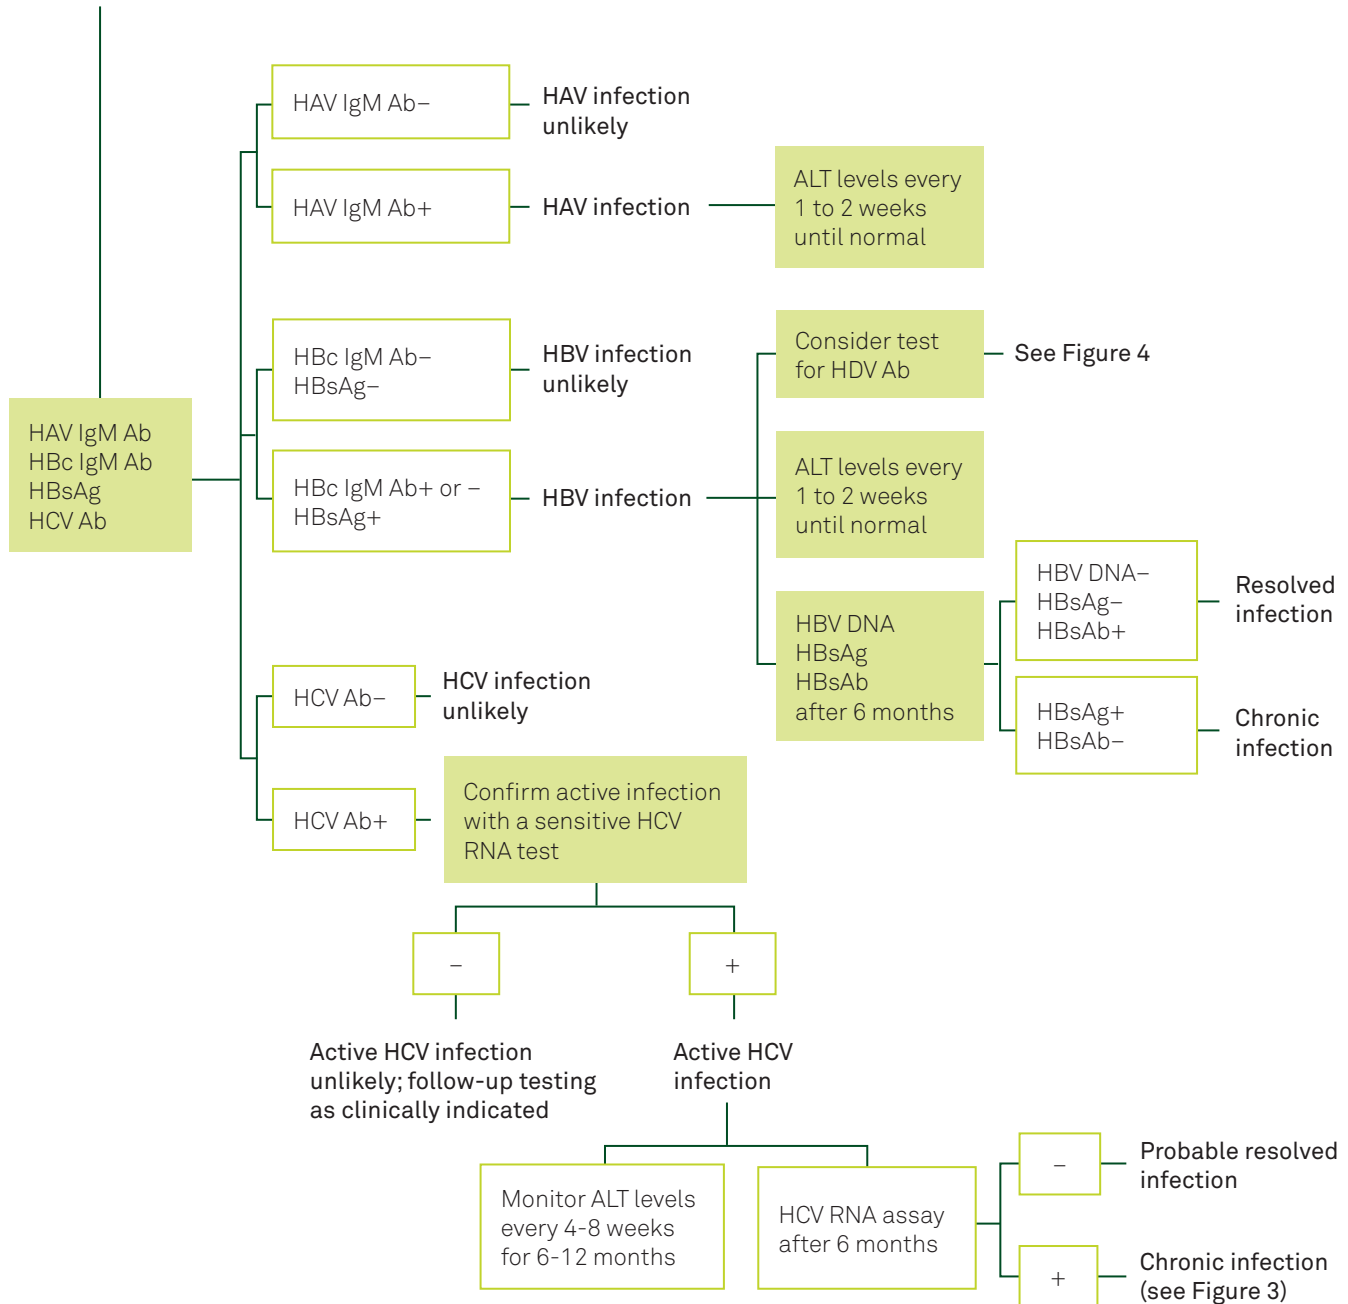 HAV IgM Ab
HBc IgM Ab
HBsAg
HCV Ab
HAV IgM Ab–
HAV infection
unlikely
HAV IgM Ab+
HAV infection
ALT levels every
1 to 2 weeks
until normal
HBc IgM Ab–
HBsAg–
HBV infection
unlikely
HBc IgM Ab+ or –
HBsAg+
HBV infection
Consider test
for HDV Ab
See Figure 4
ALT levels every
1 to 2 weeks
until normal
HBV DNA
HBsAg
HBsAb
after 6 months
HBV DNA–
HBsAg–
HBsAb+
Resolved
infection
HBsAg+
HBsAb–
Chronic
infection
HCV Ab–
HCV infection
unlikely
HCV Ab+
Confirm active infection
with a sensitive HCV
RNA test
–
+
Active HCV infection
unlikely; follow-up testing
as clinically indicated
Active HCV
infection
Monitor ALT levels
every 4-8 weeks
for 6-12 months
HCV RNA assay
after 6 months
–
Probable resolved
infection
+
Chronic infection
(see Figure 3)